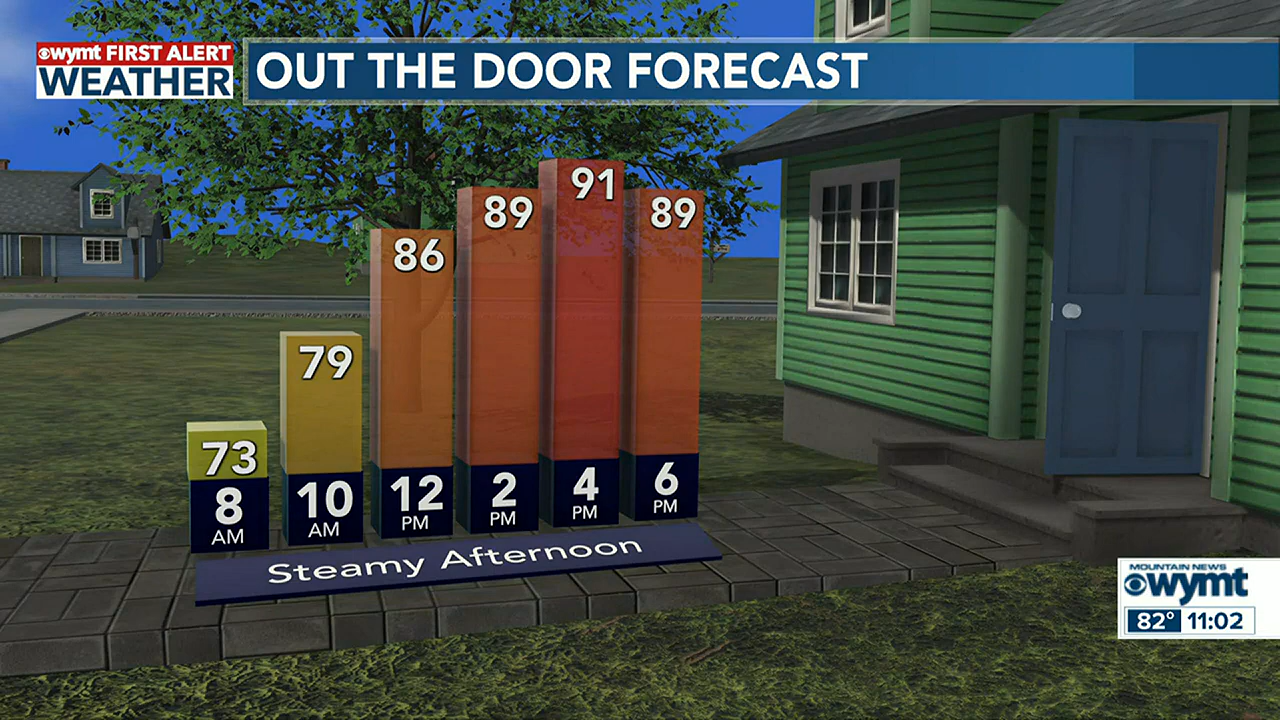 wymt FIRST ALERT
WEATHER
OUT THE DOOR FORECAST
73
79
86
89
91
89
8
AM
10
AM
12
PM
2
PM
4
PM
6
PM
Steamy Afternoon
MOUNTAIN NEWS
wymt
82° 11:02